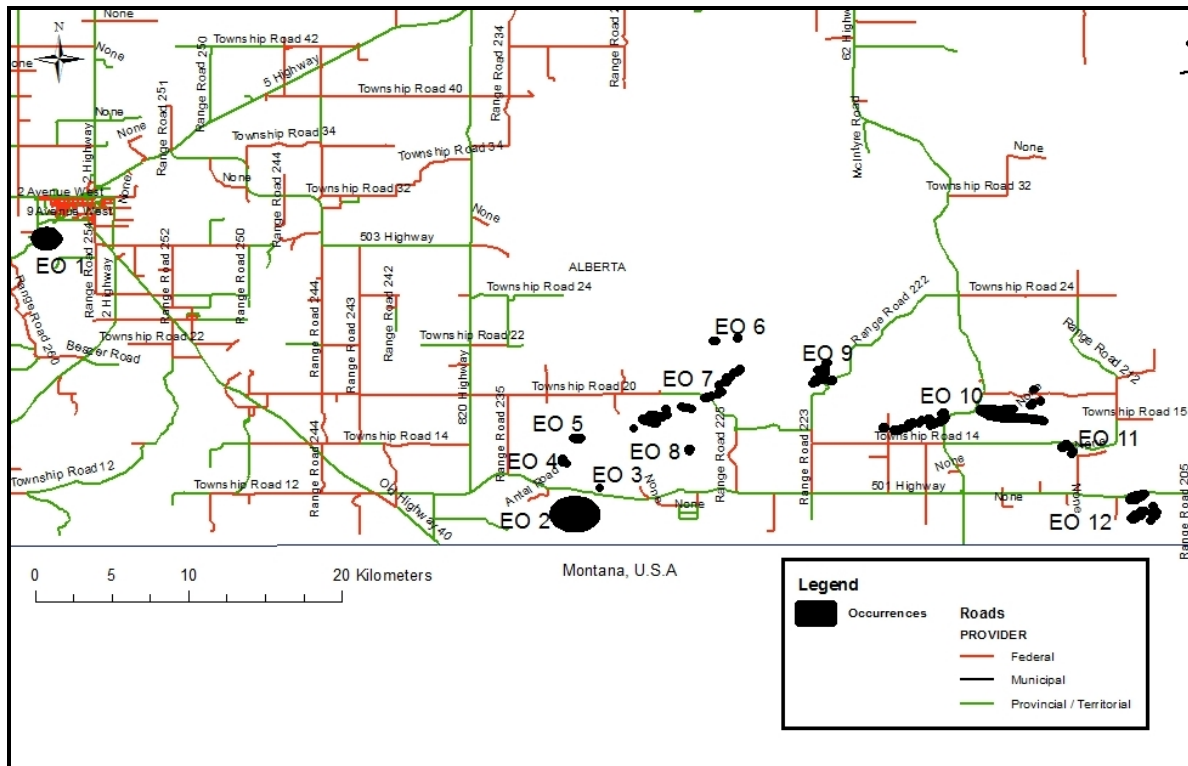 N
None
Township Road 42
5 Highway
Range Road 250
Range Road 234
62 Highway
one
Range Road 251
Township Road 40
None
2 Highway
None
Township Road 34
Township Road 34
McIntyre Road
None
None
Range Road 244
None
2 Avenue West
Township Road 32
Township Road 32
9 Avenue West
None
EO 1
Range Road 254
2 Highway
Range Road 252
Range Road 250
503 Highway
ALBERTA
Range Road 242
Range Road 244
Range Road 243
Township Road 24
Township Road 24
Range Road 222
Range Road 260
Beazer Road
Township Road 22
Township Road 22
820 Highway
EO 6
EO 9
Range Road 212
EO 7
Township Road 20
EO 10
None
Range Road 235
Range Road 225
Range Road 223
Township Road 15
EO 5
EO 8
Township Road 14
Township Road 14
EO 11
None
Range Road 244
EO 4
EO 3
Antal Road
None
None
None
Township Road 12
Township Road 12
Old Highway 40
501 Highway
None
None
EO 2
EO 12
Range Road 205
0 5 10 20 Kilometers
Montana, U.S.A
Legend
Occurrences
Roads
PROVIDER
Federal
Municipal
Provincial / Territorial